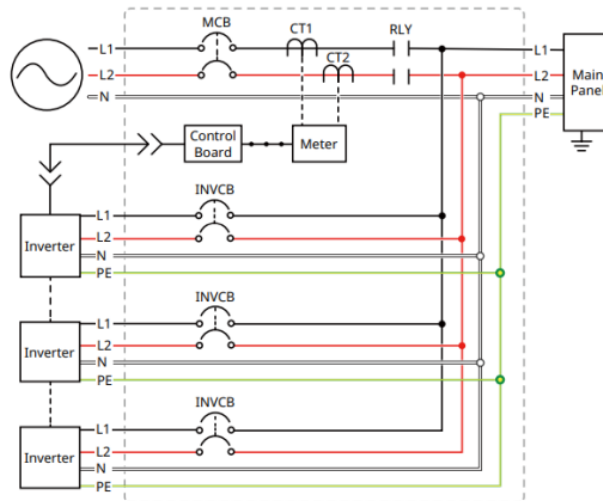 MCB
CT1
RLY
L1
L1
CT2
L2
L2
Main
Panel
N
N
PE
Control
Board
Meter
INVCB
L1
L2
Inverter
N
PE
INVCB
L1
L2
Inverter
N
PE
INVCB
L1
L2
Inverter
N
PE